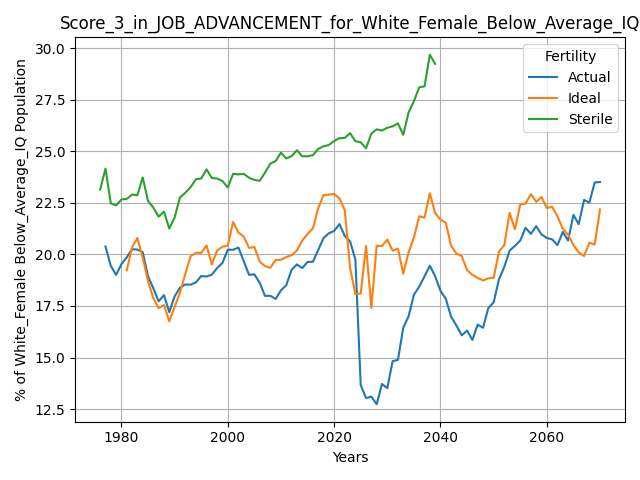 Score_3_in_JOB_ADVANCEMENT_for_White_Female_Below_Average_IQ
% of White_Female Below_Average_IQ Population
30.0
27.5
25.0
22.5
20.0
17.5
15.0
12.5
Fertility
Actual
Ideal
Sterile
1980
2000
2020
2040
2060
Years